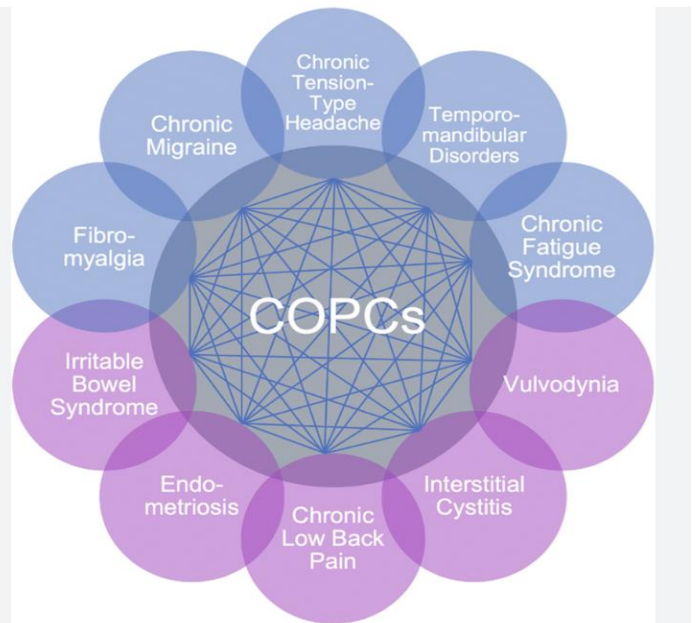 Chronic
Tension-
Type
Headache
Temporo-
mandibular
Disorders
Chronic
Fatigue
Syndrome
Vulvodynia
Interstitial
Cystitis
Chronic
Low Back
Pain
Endo-
metriosis
Irritable
Bowel
Syndrome
Fibro-
myalgia
Chronic
Migraine
COPCs